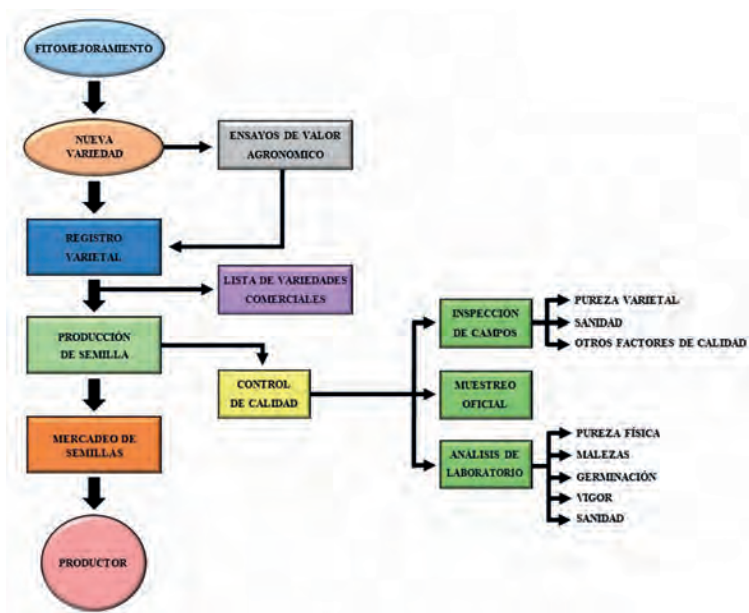 FITOMEJORAMIENTO
NUEVA
VARIEDAD
ENSAYOS DE VALOR
AGRONOMICO
REGISTRO
VARIETAL
LISTA DE VARIEDADES
COMERCIALES
PRODUCCIÓN
DE SEMILLA
CONTROL
DE CALIDAD
INSPECCIÓN
DE CAMPOS
PUREZA VARIETAL
SANIDAD
OTROS FACTORES DE CALIDAD
MUESTREO
OFICIAL
MERCADEO DE
SEMILLAS
ANÁLISIS DE
LABORATORIO
PUREZA FÍSICA
MALEZAS
GERMINACIÓN
VIGOR
SANIDAD
PRODUCTOR